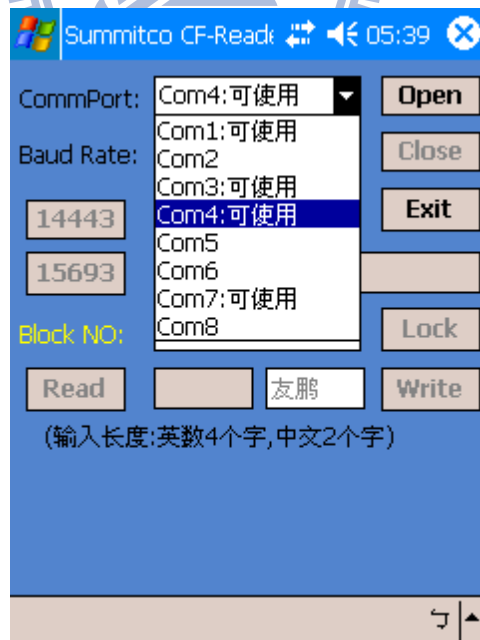 Summitco CF-Reade 05:39
CommPort: Com4:可使用 Open
Com1:可使用
Baud Rate: Com2 Close
Com3:可使用
14443 Com4:可使用 Exit
Com5
15693 Com6
Com7:可使用
Block NO: Com8 Lock
Read 友鹏 Write
(输入长度:英数4个字,中文2个字)
ㄅ